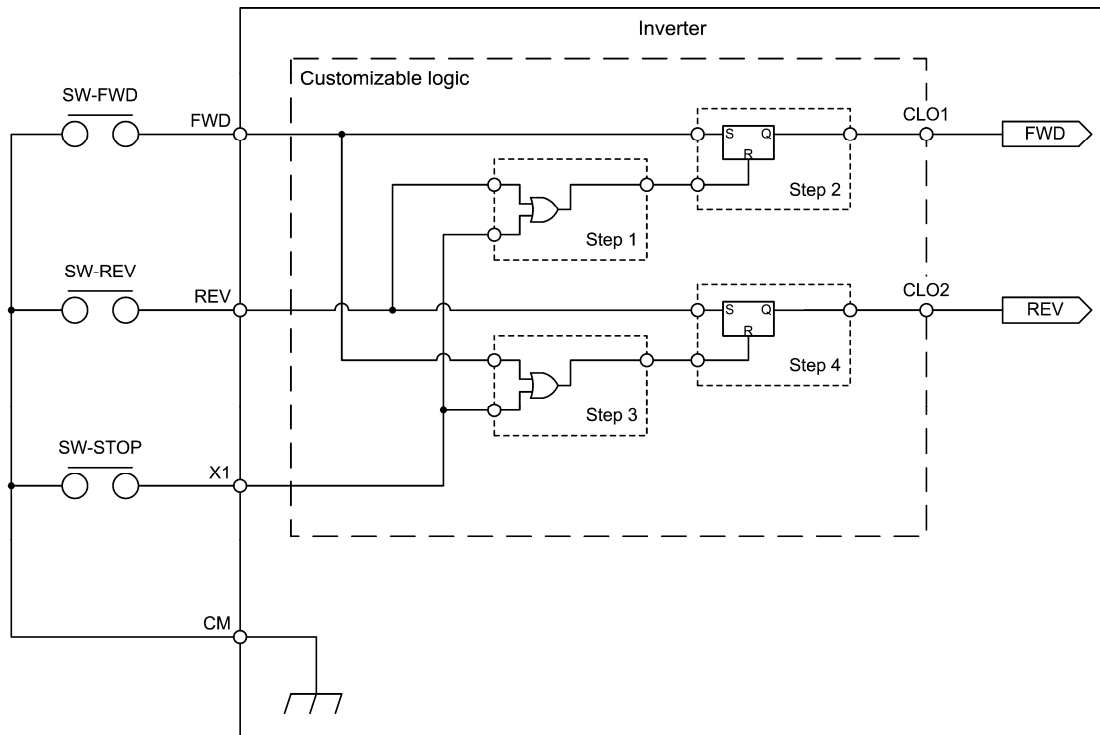 Inverter
Customizable logic
SW-FWD
FWD
CLO1
FWD
S Q
R
Step 2
Step 1
SW-REV
REV
CLO2
REV
S Q
R
Step 4
Step 3
SW-STOP
X1
CM